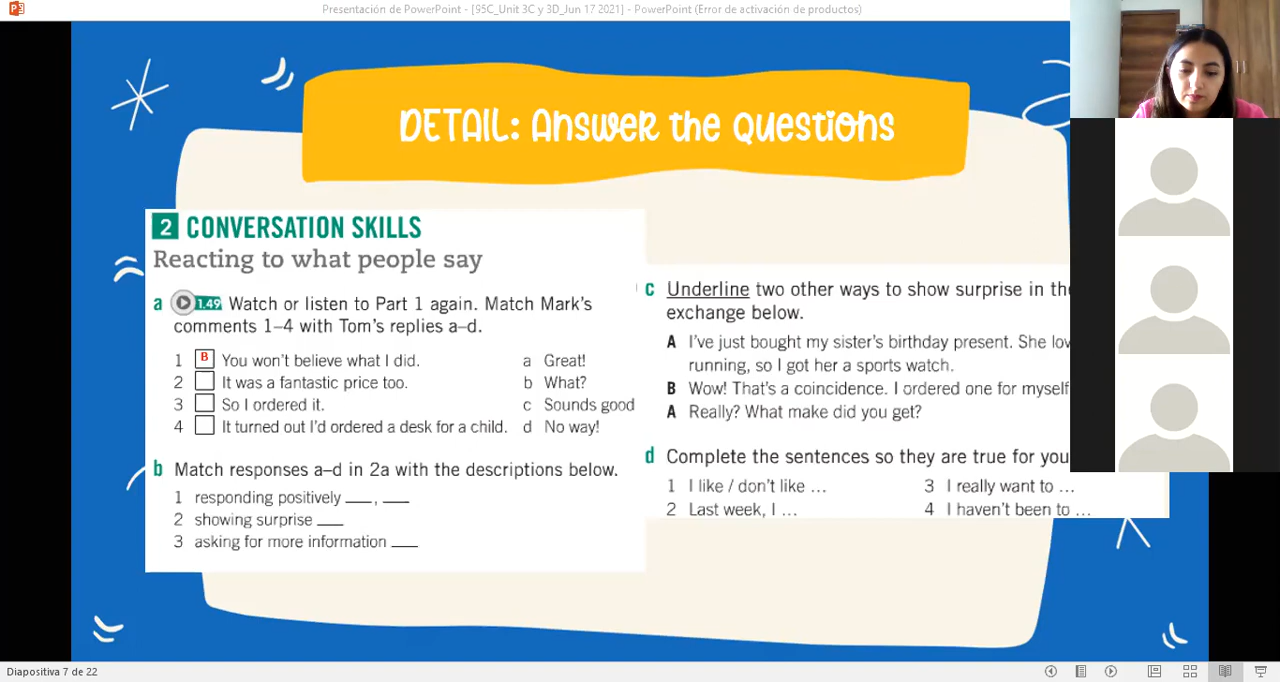 Presentación de PowerPoint - [95C_Unit 3C y 3D_Jun 17 2021] - PowerPoint (Error de activación de productos)
DETAIL: Answer the Questions
2 CONVERSATION SKILLS
Reacting to what people say
a 1.49 Watch or listen to Part 1 again. Match Mark's
comments 1–4 with Tom's replies a–d.
1 B You won't believe what I did. a Great!
2 It was a fantastic price too. b What?
3 So I ordered it. c Sounds good
4 It turned out I'd ordered a desk for a child. d No way!
b Match responses a–d in 2a with the descriptions below.
1 responding positively ___, ___
2 showing surprise ___
3 asking for more information ___
c Underline two other ways to show surprise in the
exchange below.
A I've just bought my sister's birthday present. She
running, so I got her a sports watch.
B Wow! That's a coincidence. I ordered one for myself
A Really? What make did you get?
d Complete the sentences so they are true for you
1 I like / don't like ... 3 I really want to ...
2 Last week, I ... 4 I haven't been to ...
Diapositiva 7 de 22